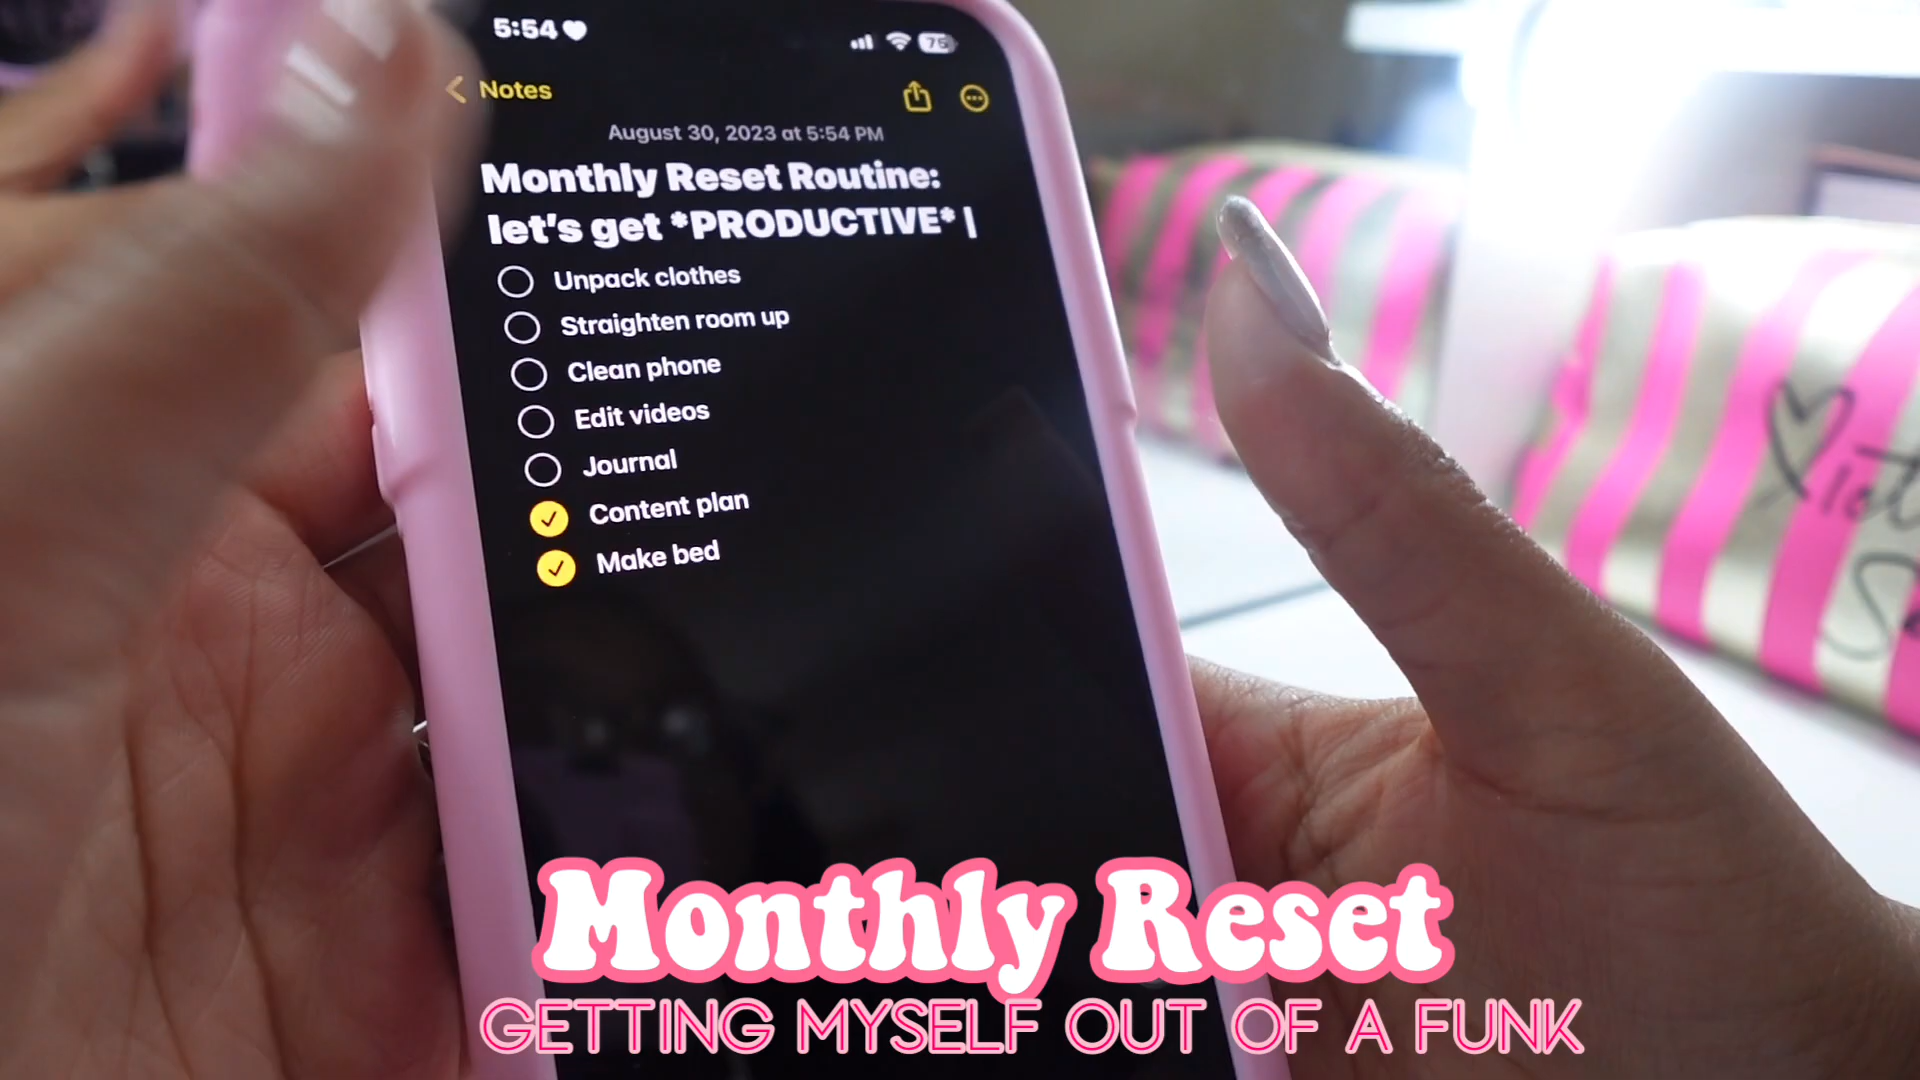 5:54
75
Notes
August 30, 2023 at 5:54 PM
Monthly Reset Routine:
let's get *PRODUCTIVE* |
Unpack clothes
Straighten room up
Clean phone
Edit videos
Journal
Content plan
Make bed
Monthly Reset
GETTING MYSELF OUT OF A FUNK